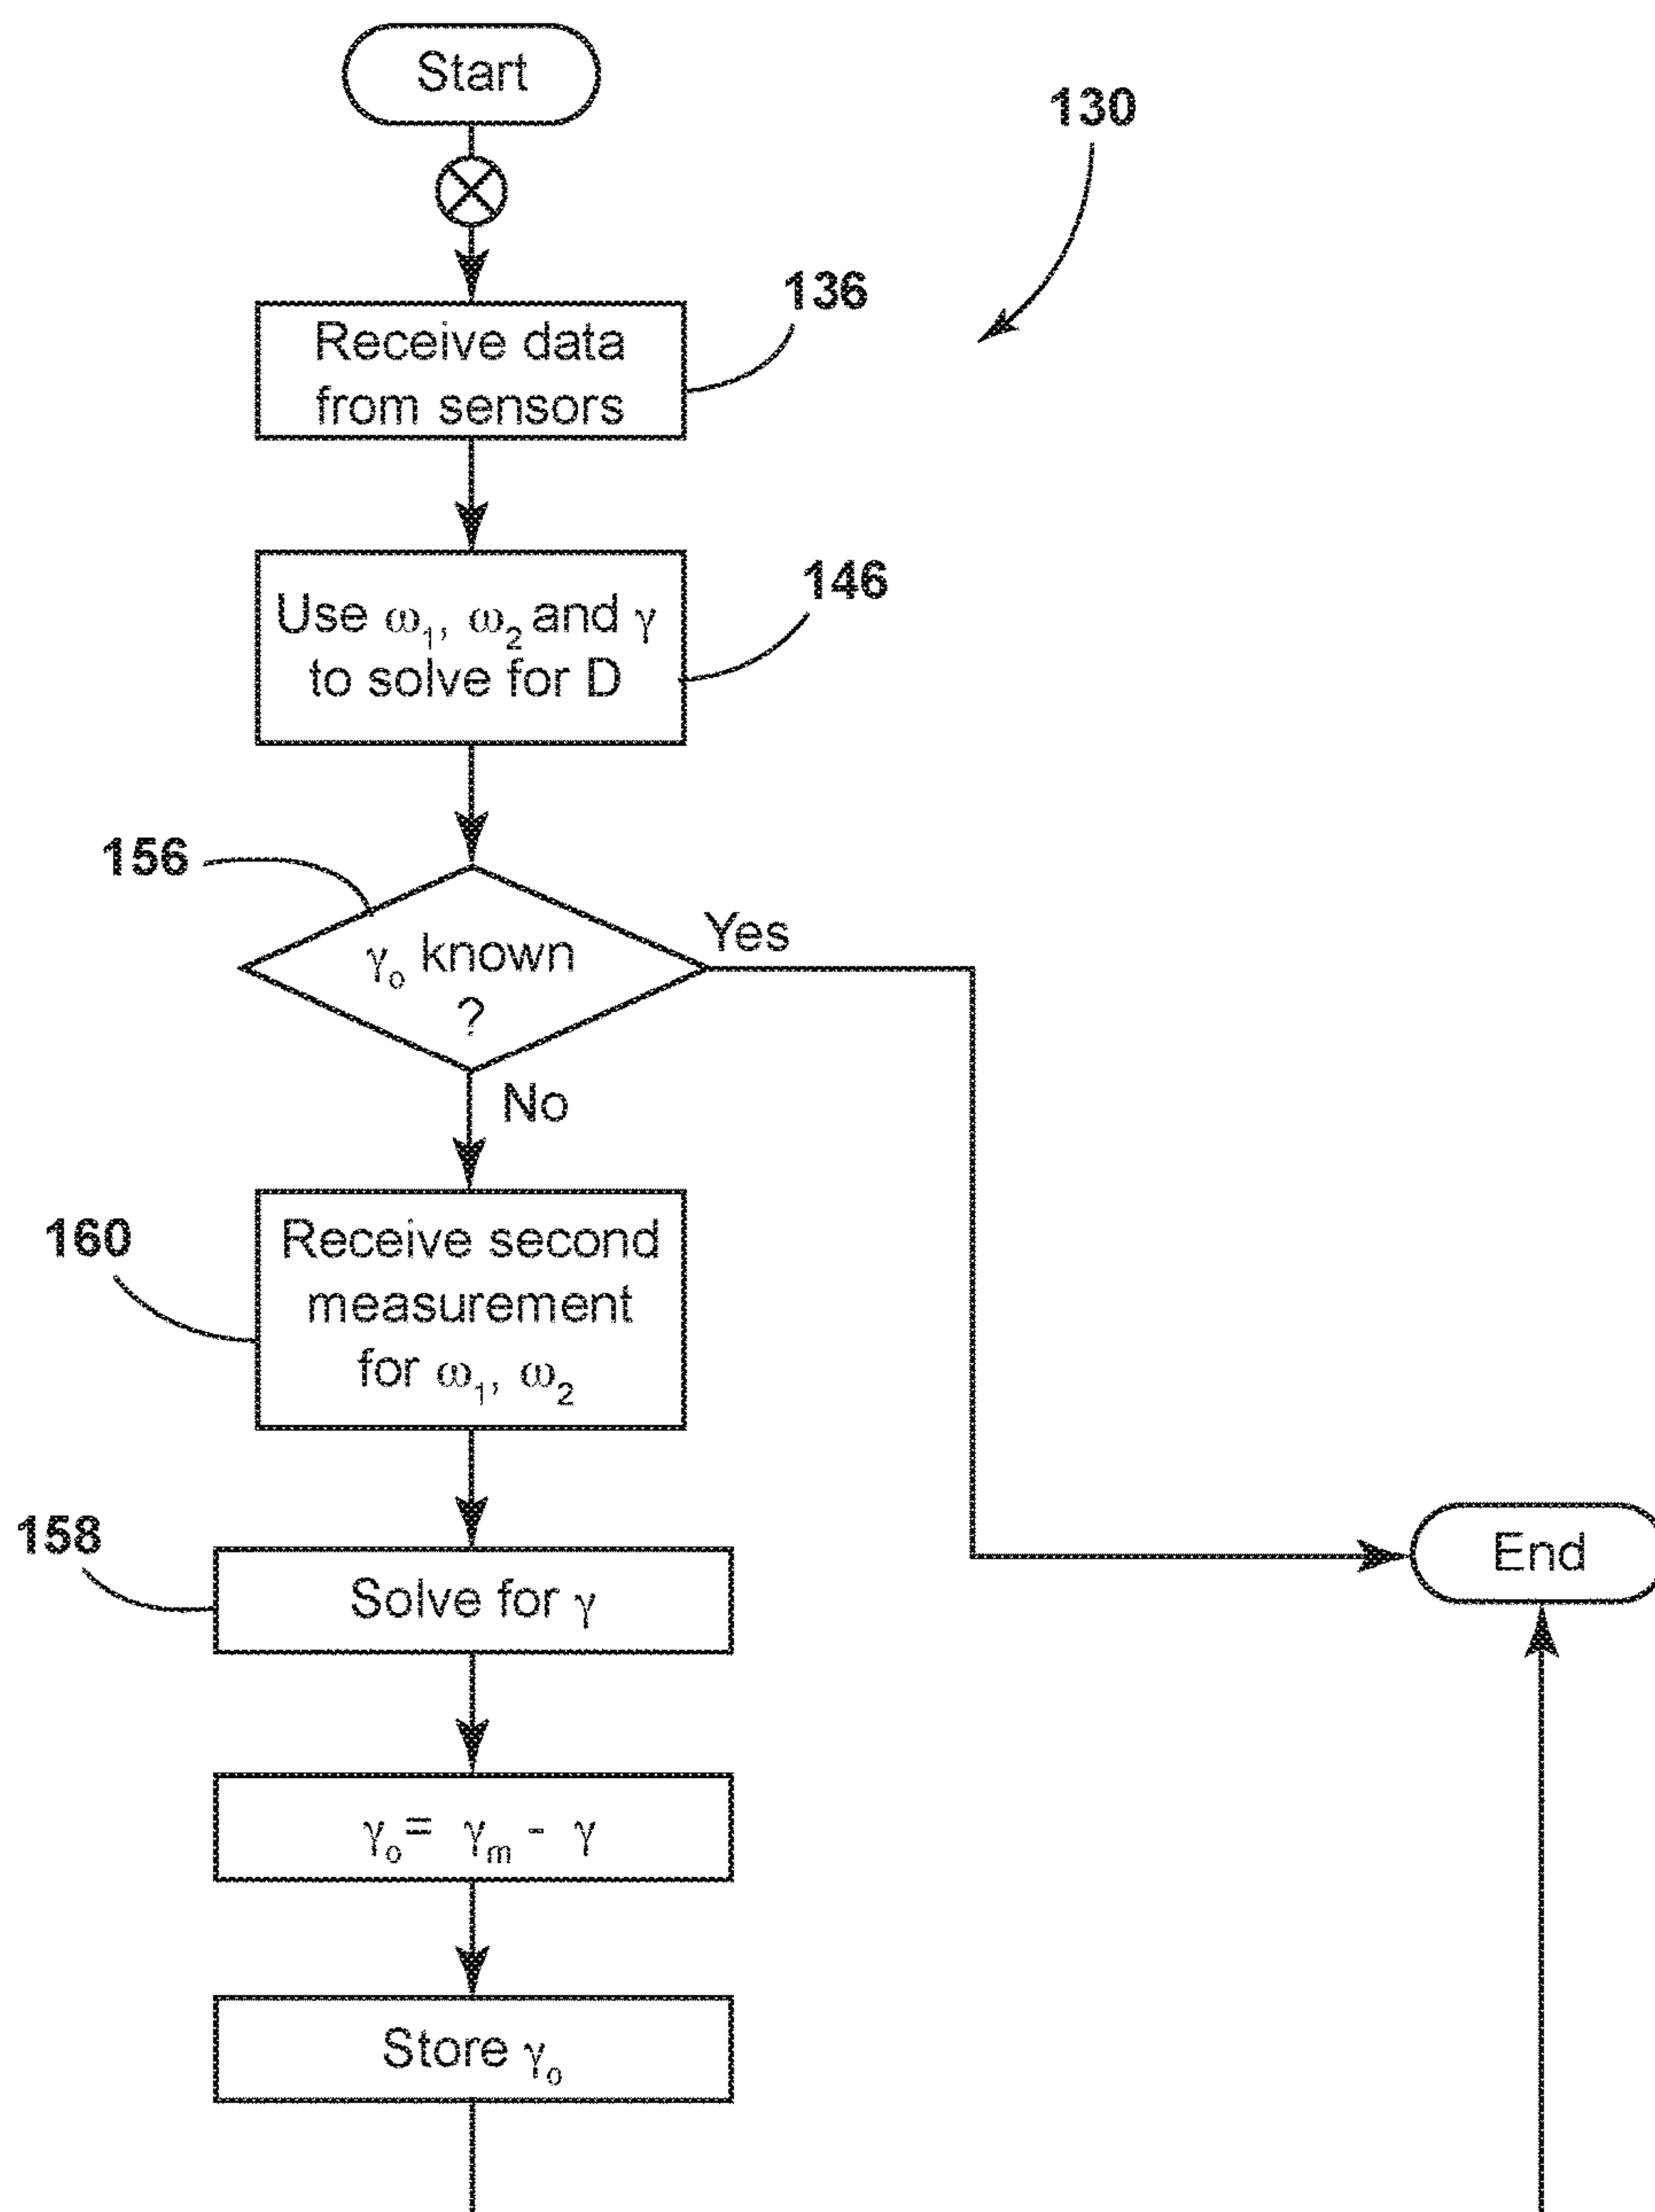 Start
130
136
Receive data
from sensors
146
Use ω₁, ω₂ and γ
to solve for D
156
γₒ known
?
Yes
No
160
Receive second
measurement
for ω₁, ω₂
158
Solve for γ
End
γₒ = γₘ - γ
Store γₒ